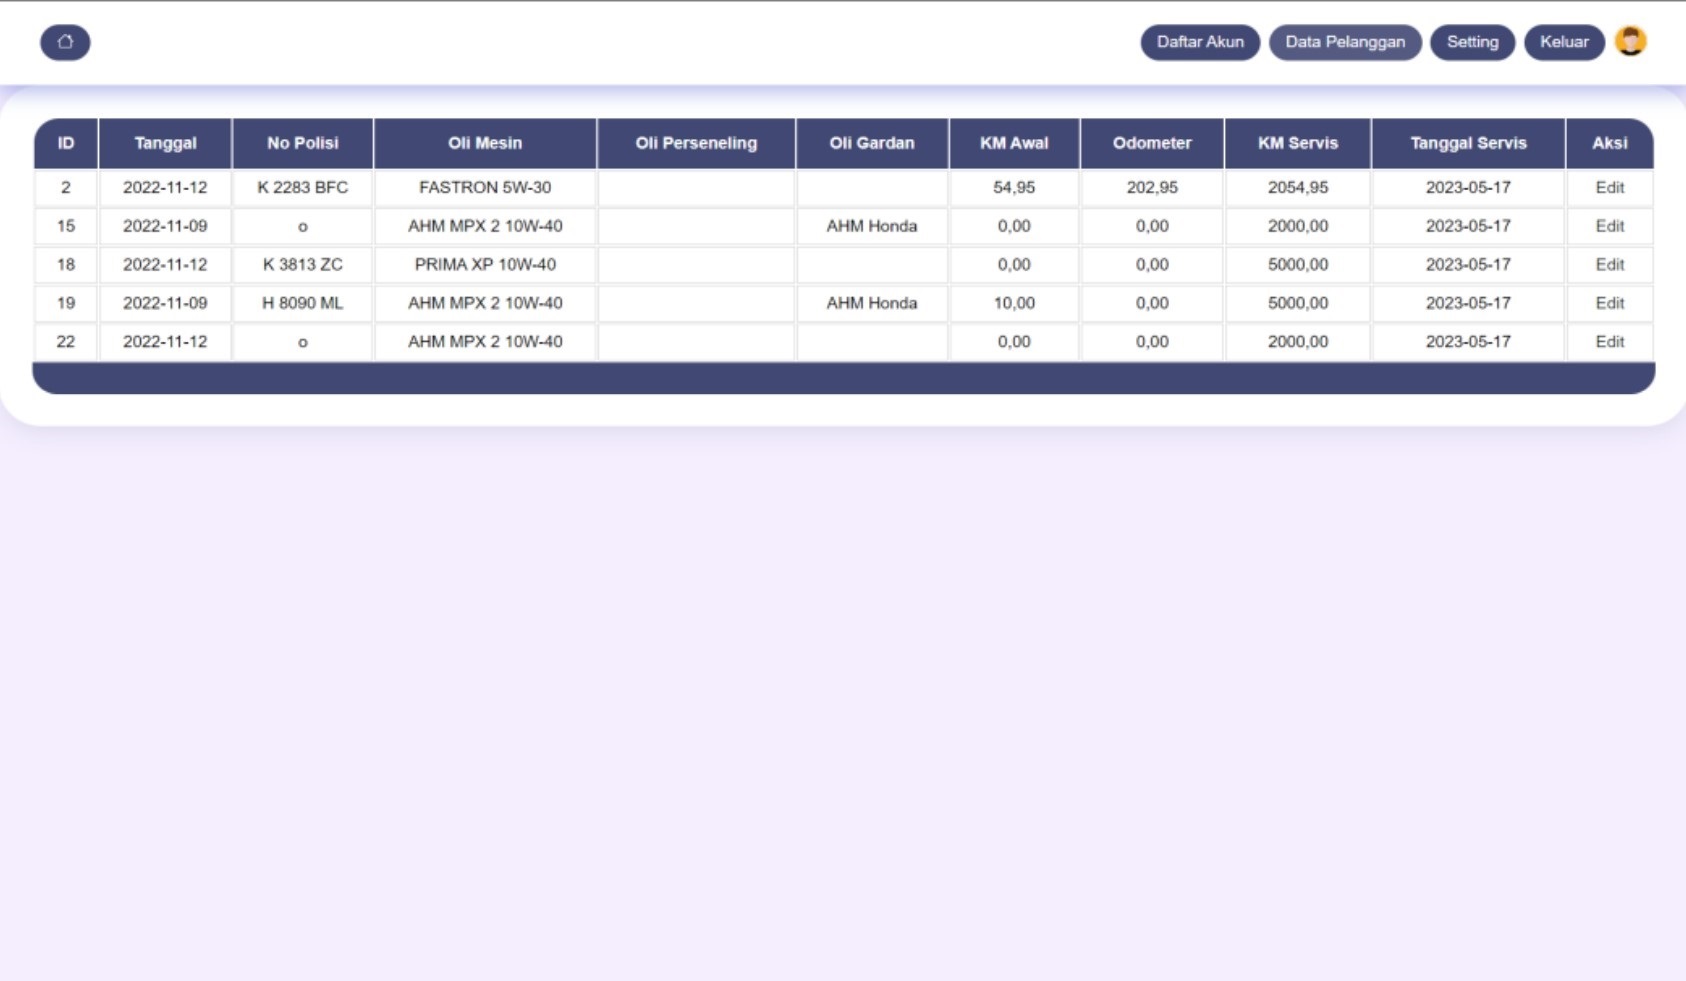 Daftar Akun Data Pelanggan Setting Keluar
ID Tanggal No Polisi Oli Mesin Oli Perseneling Oli Gardan KM Awal Odometer KM Servis Tanggal Servis Aksi
2 2022-11-12 K 2283 BFC FASTRON 5W-30 54,95 202,95 2054,95 2023-05-17 Edit
15 2022-11-09 o AHM MPX 2 10W-40 AHM Honda 0,00 0,00 2000,00 2023-05-17 Edit
18 2022-11-12 K 3813 ZC PRIMA XP 10W-40 0,00 0,00 5000,00 2023-05-17 Edit
19 2022-11-09 H 8090 ML AHM MPX 2 10W-40 AHM Honda 10,00 0,00 5000,00 2023-05-17 Edit
22 2022-11-12 o AHM MPX 2 10W-40 0,00 0,00 2000,00 2023-05-17 Edit